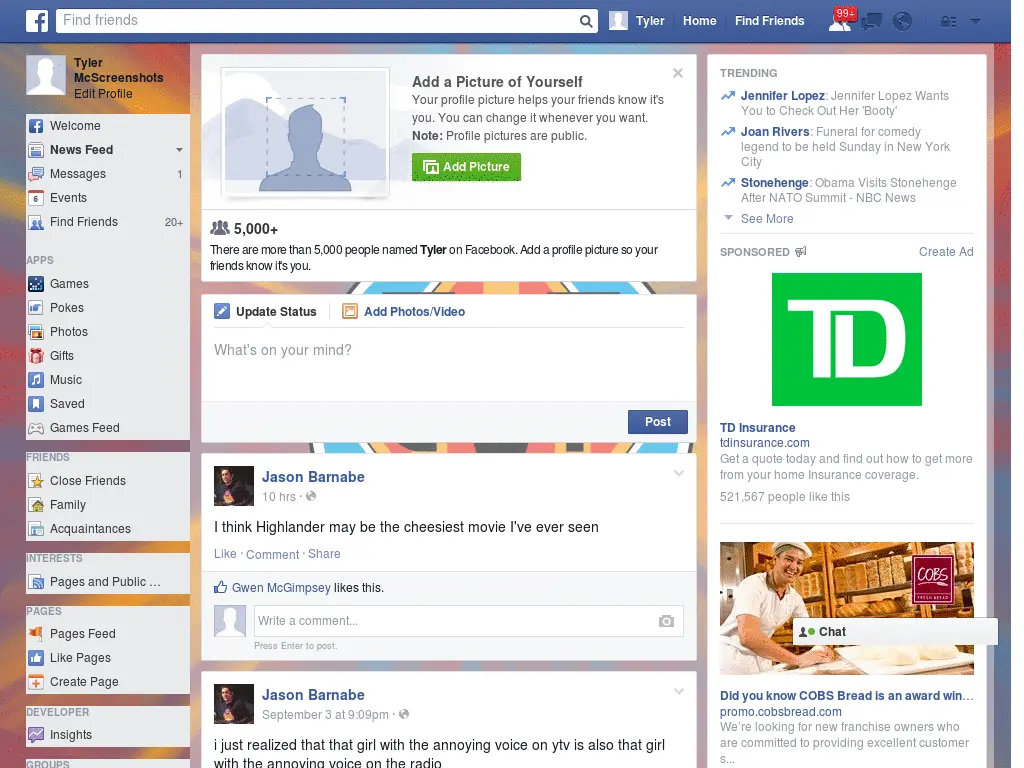 Find friends
Tyler
Home
Find Friends
99+
Tyler
McScreenshots
Edit Profile
Welcome
News Feed
Messages 1
Events
Find Friends 20+
APPS
Games
Pokes
Photos
Gifts
Music
Saved
Games Feed
FRIENDS
Close Friends
Family
Acquaintances
INTERESTS
Pages and Public ...
PAGES
Pages Feed
Like Pages
Create Page
DEVELOPER
Insights
GROUPS
Add a Picture of Yourself
Your profile picture helps your friends know it's
you. You can change it whenever you want.
Note: Profile pictures are public.
Add Picture
5,000+
There are more than 5,000 people named Tyler on Facebook. Add a profile picture so your
friends know it's you.
Update Status
Add Photos/Video
What's on your mind?
Post
Jason Barnabe
10 hrs ·
I think Highlander may be the cheesiest movie I've ever seen
Like · Comment · Share
Gwen McGimpsey likes this.
Write a comment...
Press Enter to post.
Jason Barnabe
September 3 at 9:09pm ·
i just realized that that girl with the annoying voice on ytv is also that girl
with the annoying voice on the radio
TRENDING
Jennifer Lopez: Jennifer Lopez Wants
You to Check Out Her 'Booty'
Joan Rivers: Funeral for comedy
legend to be held Sunday in New York
City
Stonehenge: Obama Visits Stonehenge
After NATO Summit - NBC News
See More
SPONSORED
Create Ad
TD
TD Insurance
tdinsurance.com
Get a quote today and find out how to get more
from your home Insurance coverage.
521,567 people like this
COBS
FRESH BREAD
Chat
Did you know COBS Bread is an award win...
promo.cobsbread.com
We're looking for new franchise owners who
are committed to providing excellent customer
s...